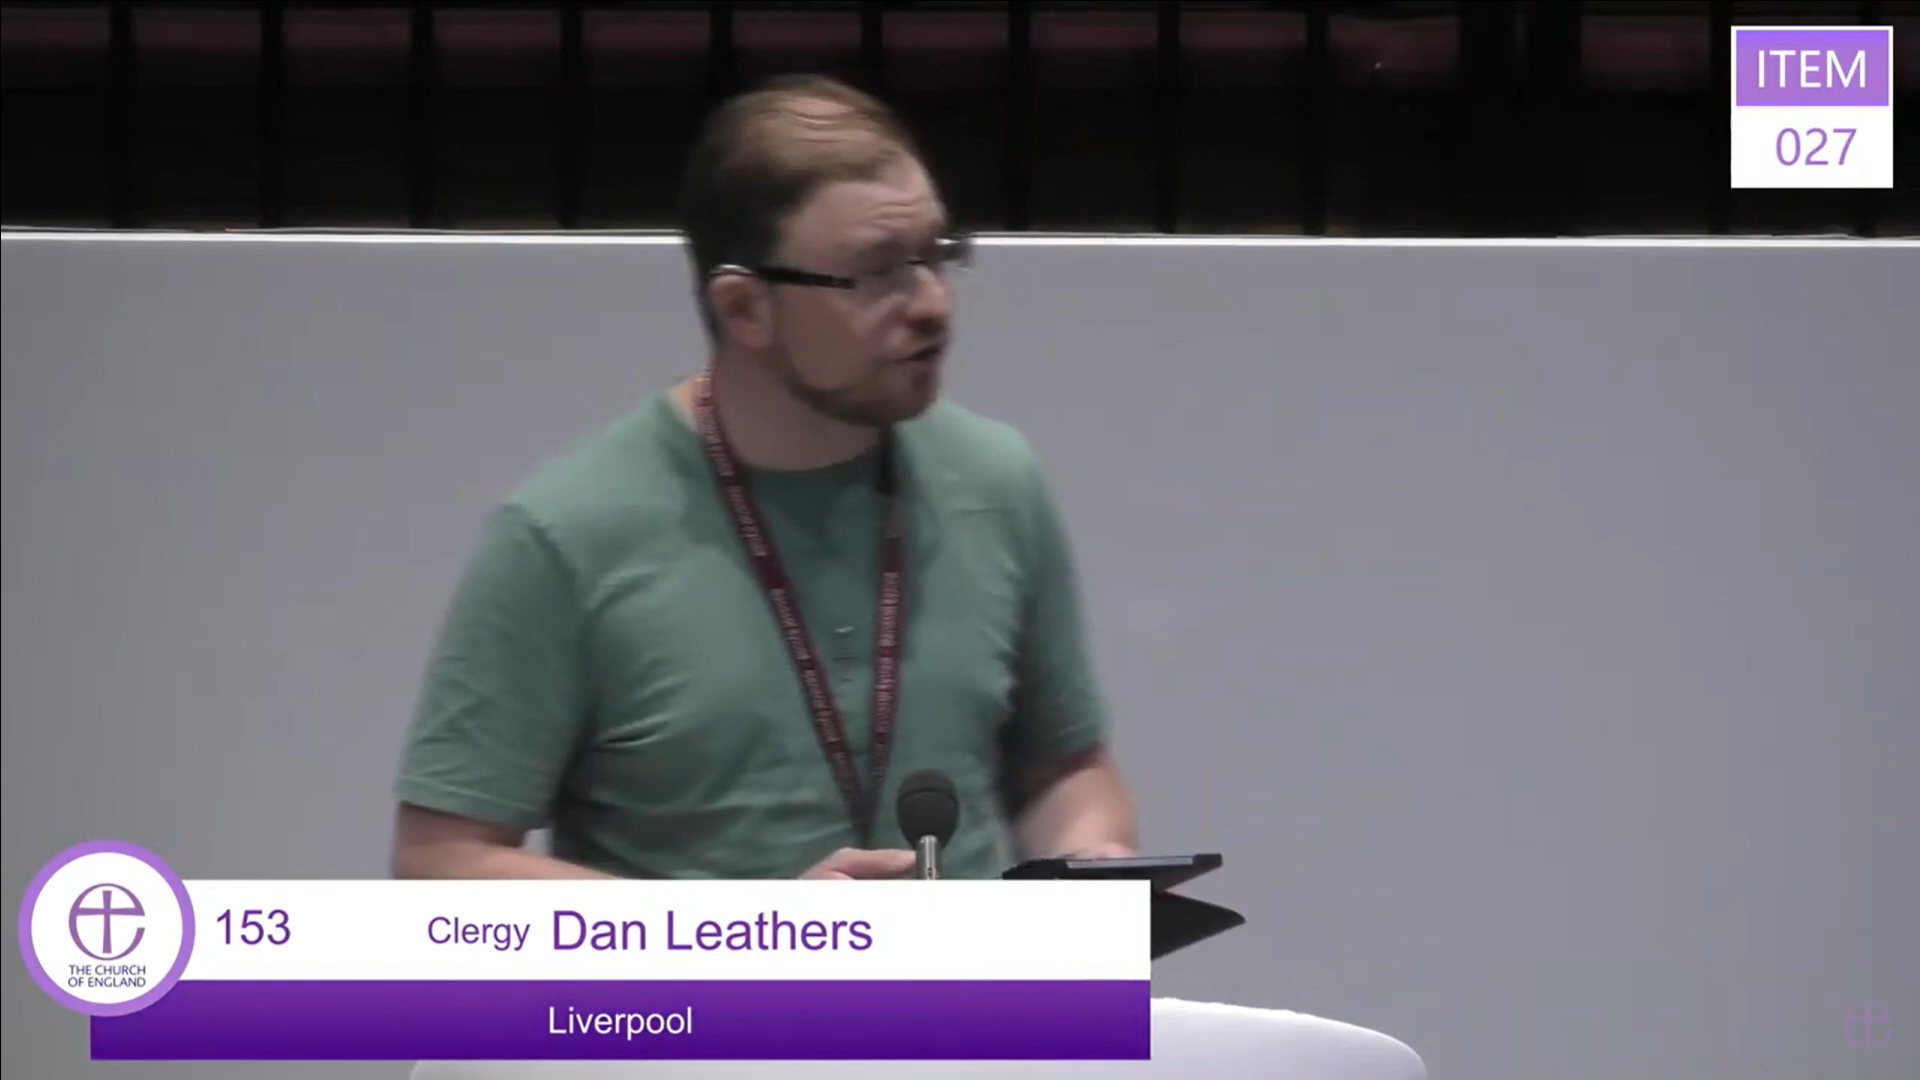 ITEM
027
153
Clergy Dan Leathers
THE CHURCH
OF ENGLAND
Liverpool